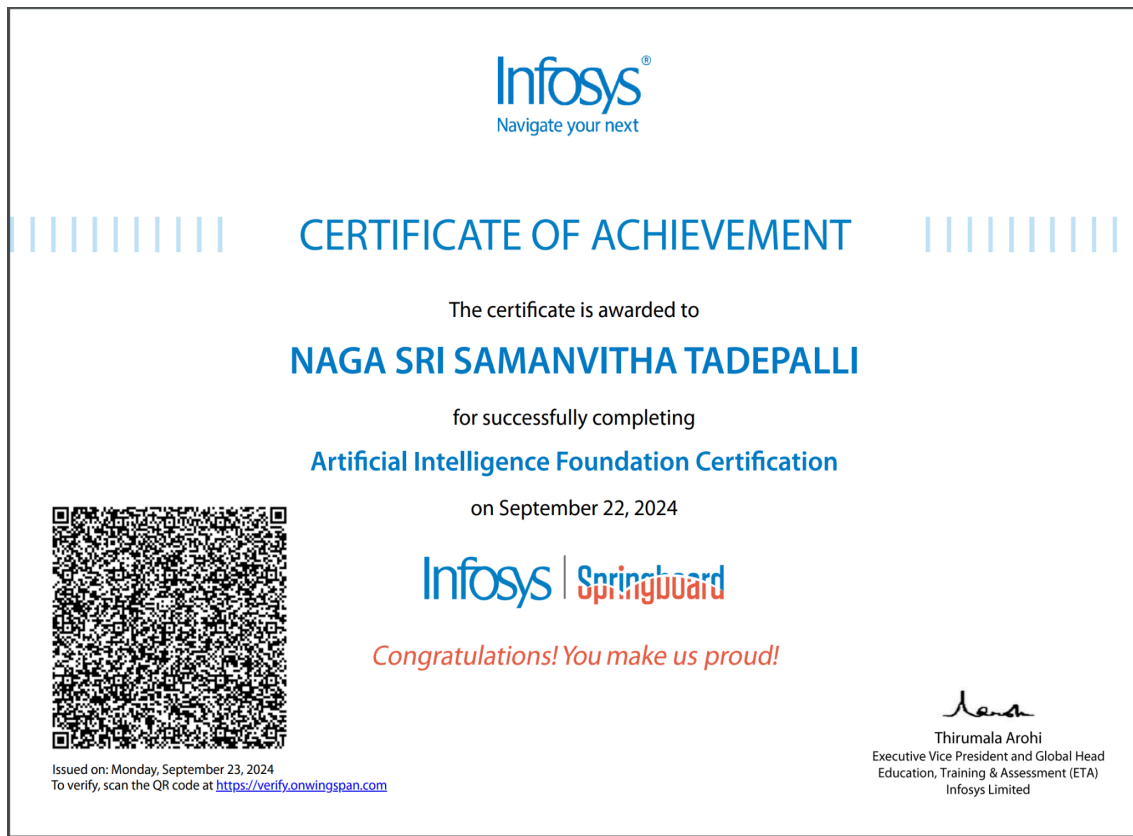 Infosys®
Navigate your next
CERTIFICATE OF ACHIEVEMENT
The certificate is awarded to
NAGA SRI SAMANVITHA TADEPALLI
for successfully completing
Artificial Intelligence Foundation Certification
on September 22, 2024
Infosys | Springboard
Congratulations! You make us proud!
Issued on: Monday, September 23, 2024
To verify, scan the QR code at https://verify.onwingspan.com
Thirumala Arohi
Executive Vice President and Global Head
Education, Training & Assessment (ETA)
Infosys Limited